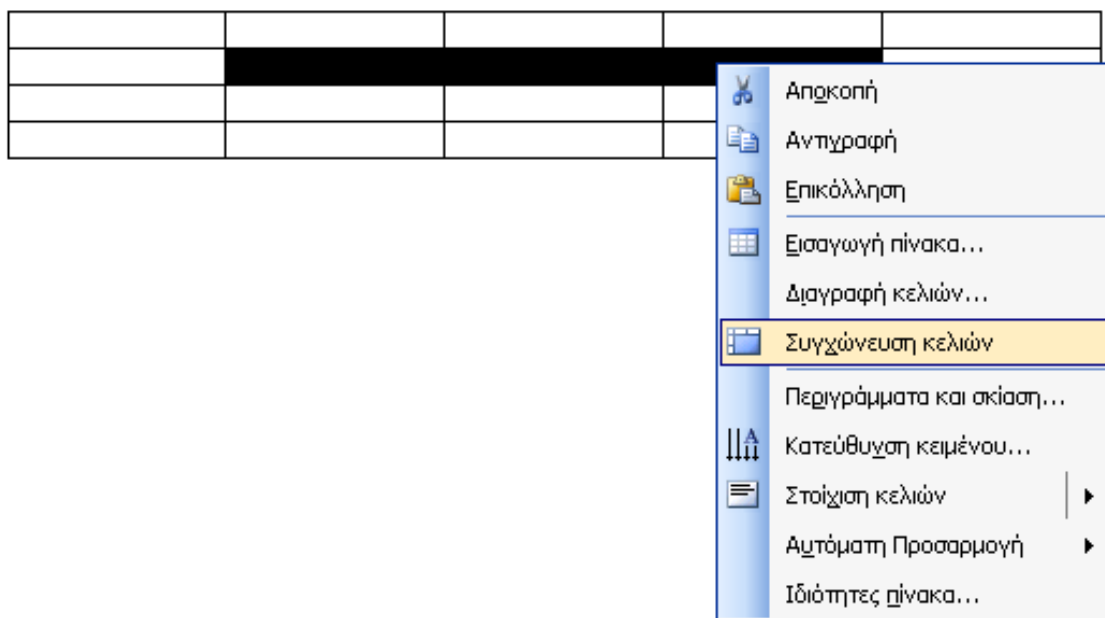 Αποκοπή
Αντιγραφή
Επικόλληση
Εισαγωγή πίνακα...
Διαγραφή κελιών...
Συγχώνευση κελιών
Περιγράμματα και σκίαση...
Κατεύθυνση κειμένου...
Στοίχιση κελιών
Αυτόματη Προσαρμογή
Ιδιότητες πίνακα...